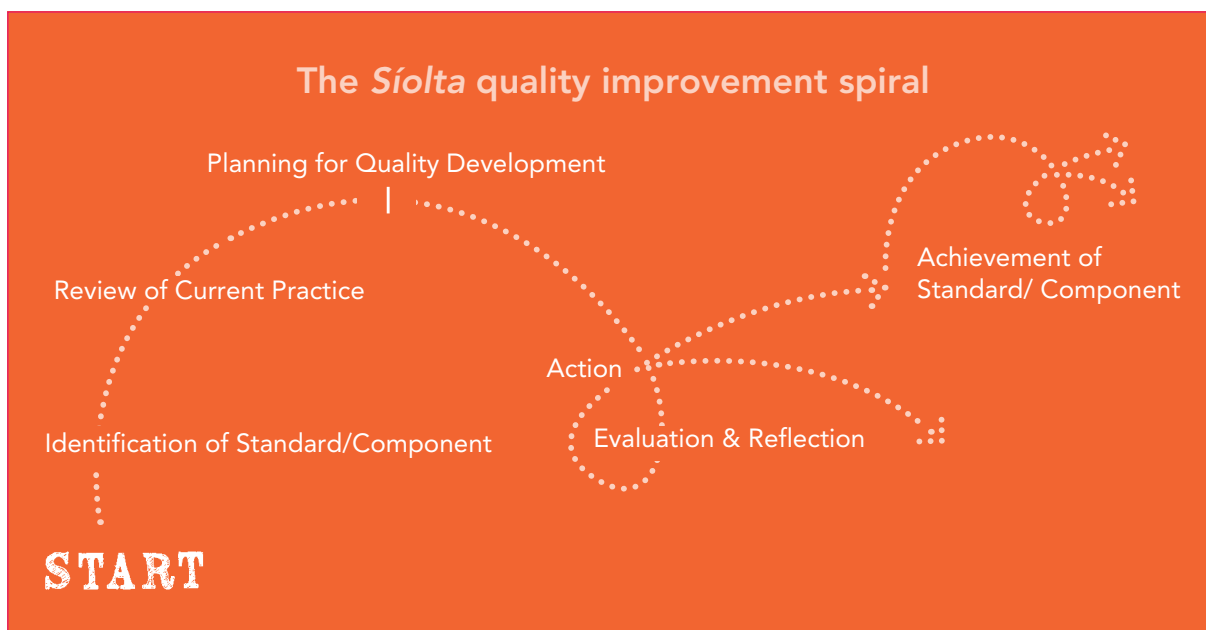 The Síolta quality improvement spiral
Planning for Quality Development
Review of Current Practice
Achievement of
Standard/ Component
Action
Identification of Standard/Component
Evaluation & Reflection
START